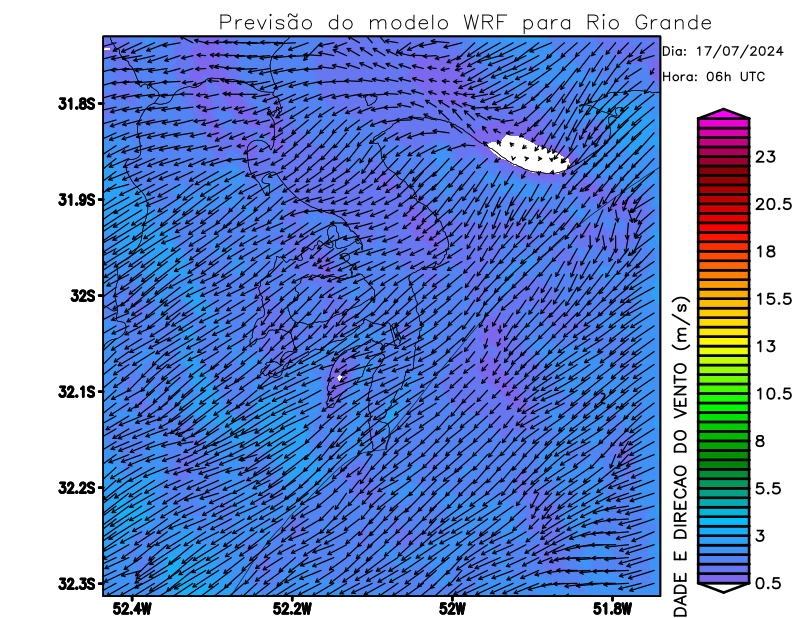 Previsão do modelo WRF para Rio Grande
Dia: 17/07/2024
Hora: 06h UTC
31.8S
31.9S
32S
32.1S
32.2S
32.3S
52.4W
52.2W
52W
51.8W
DADE E DIRECAO DO VENTO (m/s)
23
20.5
18
15.5
13
10.5
8
5.5
3
0.5